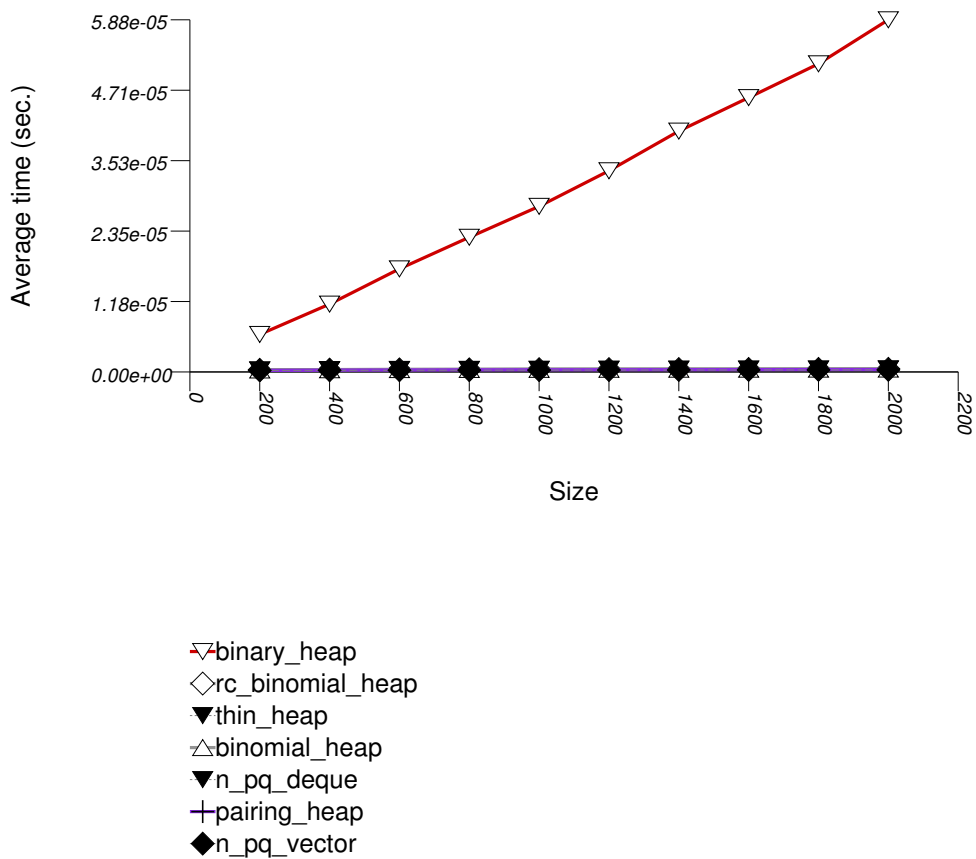 5.88e-05
4.71e-05
3.53e-05
2.35e-05
1.18e-05
0.00e+00
Average time (sec.)
0
200
400
600
800
1000
1200
1400
1600
1800
2000
2200
Size
binary_heap
rc_binomial_heap
thin_heap
binomial_heap
n_pq_deque
pairing_heap
n_pq_vector